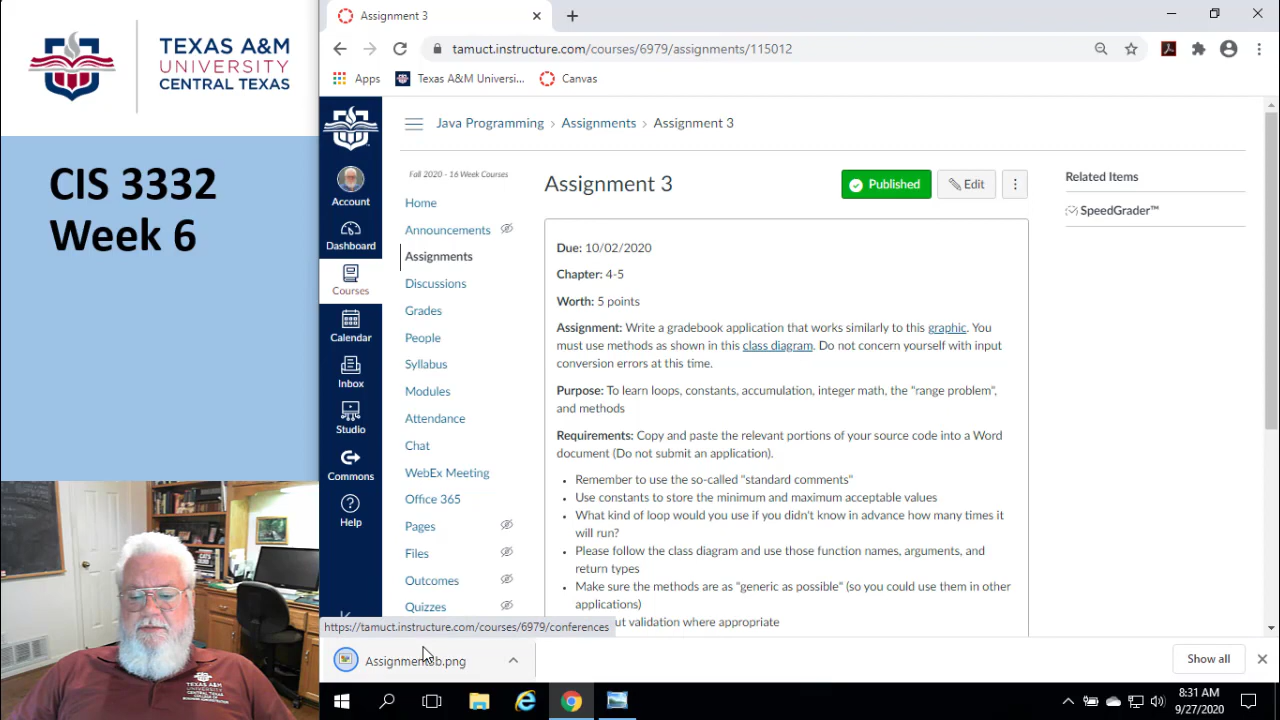 TEXAS A&M
UNIVERSITY
CENTRAL TEXAS
CIS 3332
Week 6
Assignment 3
tamuct.instructure.com/courses/6979/assignments/115012
Apps
Texas A&M Universi...
Canvas
Account
Dashboard
Courses
Calendar
Inbox
Studio
Commons
Help
Java Programming › Assignments › Assignment 3
Fall 2020 - 16 Week Courses
Home
Announcements
Assignments
Discussions
Grades
People
Syllabus
Modules
Attendance
Chat
WebEx Meeting
Office 365
Pages
Files
Outcomes
Quizzes
Assignment 3
Published
Edit
Due: 10/02/2020
Chapter: 4-5
Worth: 5 points
Assignment: Write a gradebook application that works similarly to this graphic. You
must use methods as shown in this class diagram. Do not concern yourself with input
conversion errors at this time.
Purpose: To learn loops, constants, accumulation, integer math, the "range problem",
and methods
Requirements: Copy and paste the relevant portions of your source code into a Word
document (Do not submit an application).
• Remember to use the so-called "standard comments"
• Use constants to store the minimum and maximum acceptable values
• What kind of loop would you use if you didn't know in advance how many times it
will run?
• Please follow the class diagram and use those function names, arguments, and
return types
• Make sure the methods are as "generic as possible" (so you could use them in other
applications)
validation where appropriate
Related Items
SpeedGrader™
https://tamuct.instructure.com/courses/6979/conferences
Show all
8:31 AM
9/27/2020